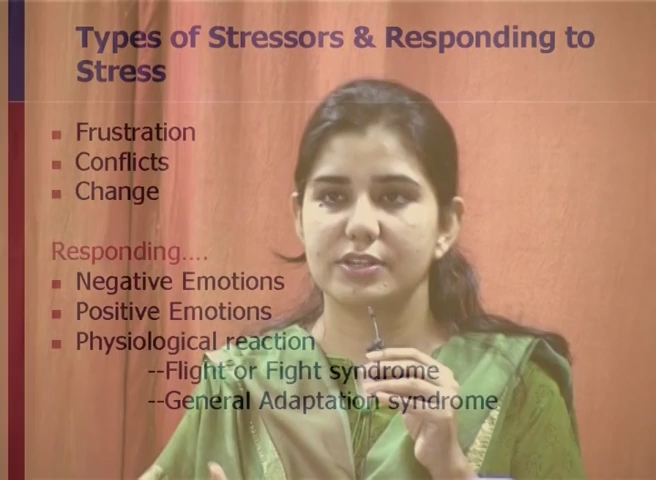 Types of Stressors & Responding to
Stress
Frustration
Conflicts
Change
Responding....
Negative Emotions
Positive Emotions
Physiological reaction
--Flight or Fight syndrome
--General Adaptation syndrome